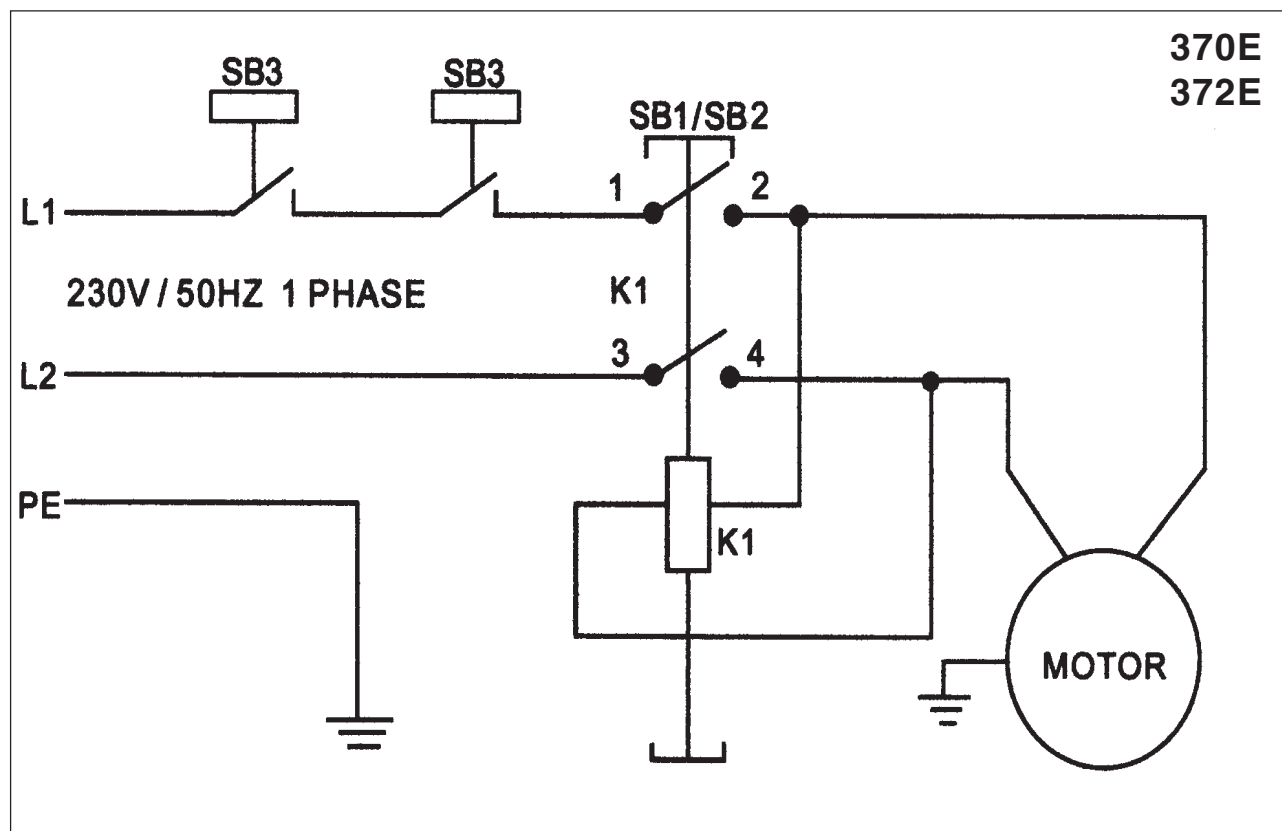 370E
372E
SB3
SB3
SB1/SB2
1
2
L1
230V / 50HZ 1 PHASE
K1
3
4
L2
PE
K1
MOTOR